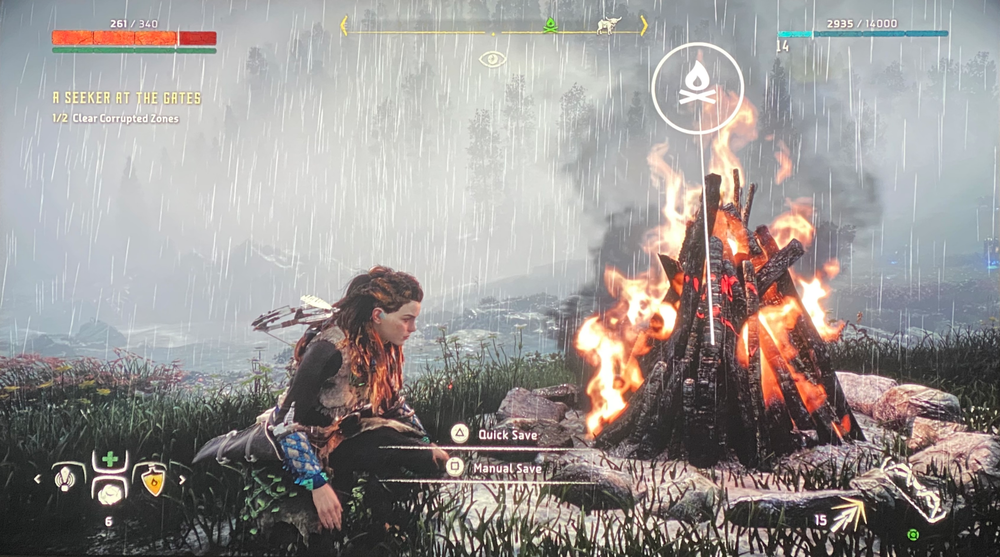 261 / 340
2935 / 14000
14
A SEEKER AT THE GATES
1/2 Clear Corrupted Zones
Quick Save
Manual Save
6
15